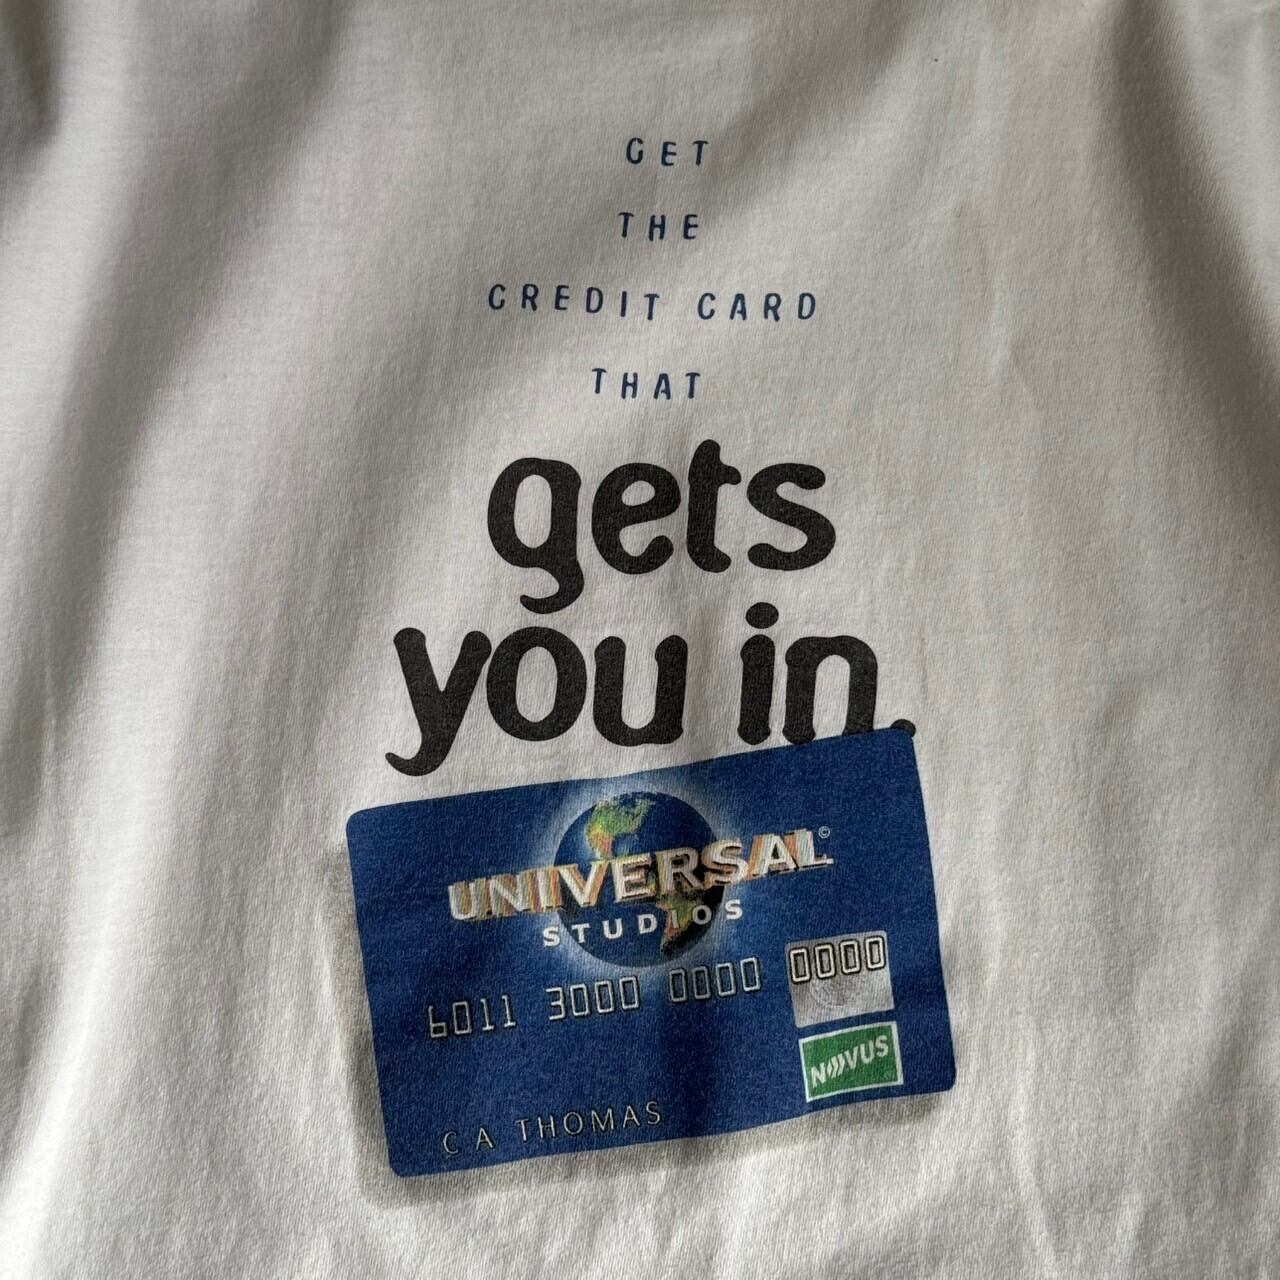 GET
THE
CREDIT CARD
THAT
gets
you in.
UNIVERSAL©
STUDIOS
6011 3000 0000 0000
NOVUS
C A THOMAS